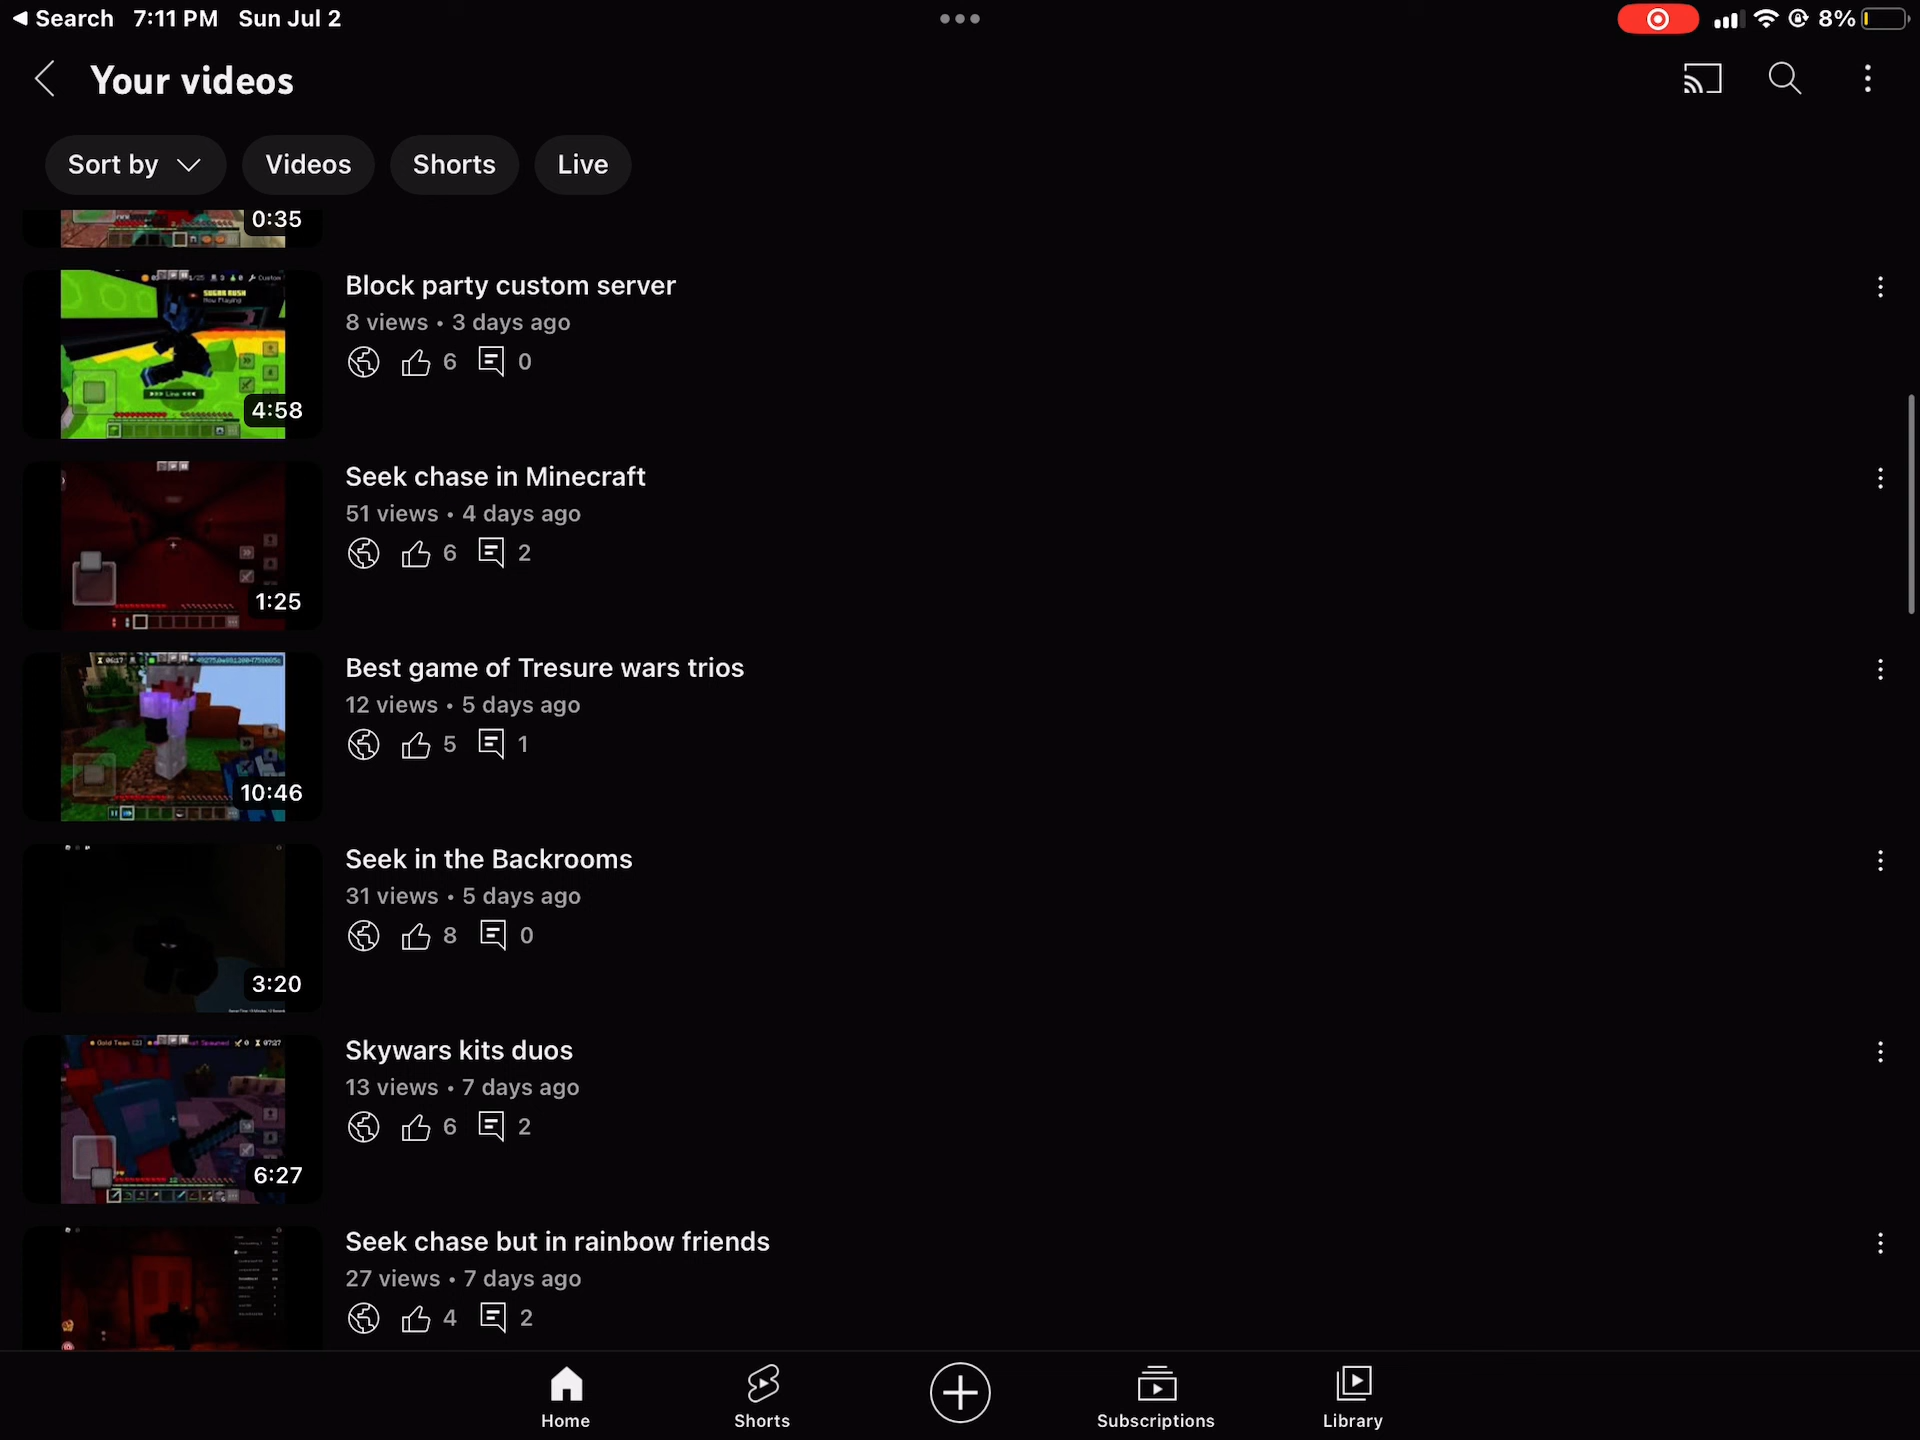 Search 7:11 PM Sun Jul 2
8%
Your videos
Sort by Videos Shorts Live
0:35
Block party custom server
8 views • 3 days ago
6 0
SUGAR RUSH
Now Playing
4:58
Seek chase in Minecraft
51 views • 4 days ago
6 2
1:25
Best game of Tresure wars trios
12 views • 5 days ago
5 1
10:46
Seek in the Backrooms
31 views • 5 days ago
8 0
3:20
Skywars kits duos
13 views • 7 days ago
6 2
6:27
Seek chase but in rainbow friends
27 views • 7 days ago
4 2
Home Shorts Subscriptions Library